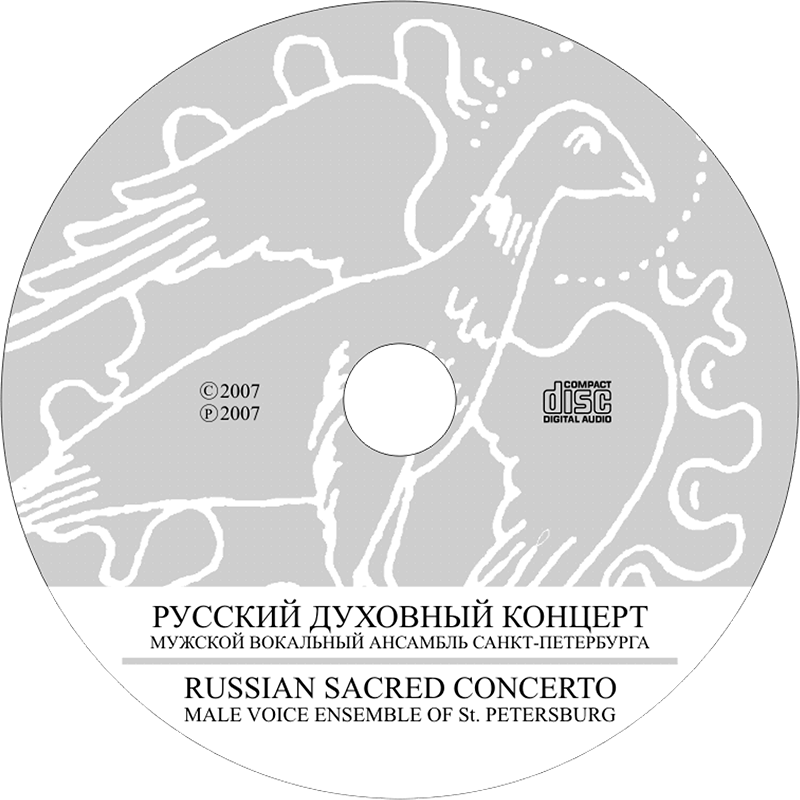 ©2007
℗2007
COMPACT
disc
DIGITAL AUDIO
РУССКИЙ ДУХОВНЫЙ КОНЦЕРТ
МУЖСКОЙ ВОКАЛЬНЫЙ АНСАМБЛЬ САНКТ-ПЕТЕРБУРГА
RUSSIAN SACRED CONCERTO
MALE VOICE ENSEMBLE OF St. PETERSBURG